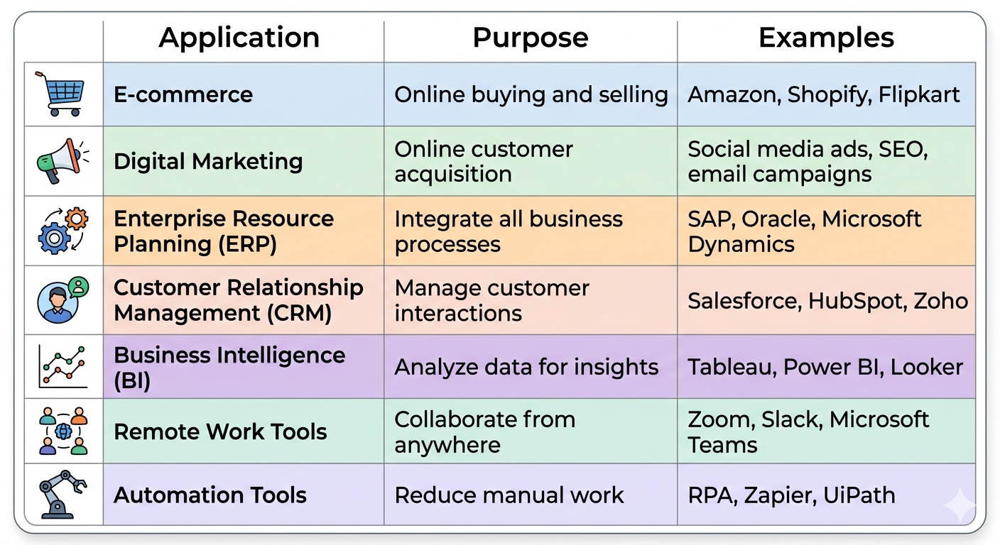 Application
Purpose
Examples
E-commerce
Online buying and selling
Amazon, Shopify, Flipkart
Digital Marketing
Online customer
acquisition
Social media ads, SEO,
email campaigns
Enterprise Resource
Planning (ERP)
Integrate all business
processes
SAP, Oracle, Microsoft
Dynamics
Customer Relationship
Management (CRM)
Manage customer
interactions
Salesforce, HubSpot, Zoho
Business Intelligence
(BI)
Analyze data for insights
Tableau, Power BI, Looker
Remote Work Tools
Collaborate from
anywhere
Zoom, Slack, Microsoft
Teams
Automation Tools
Reduce manual work
RPA, Zapier, UiPath